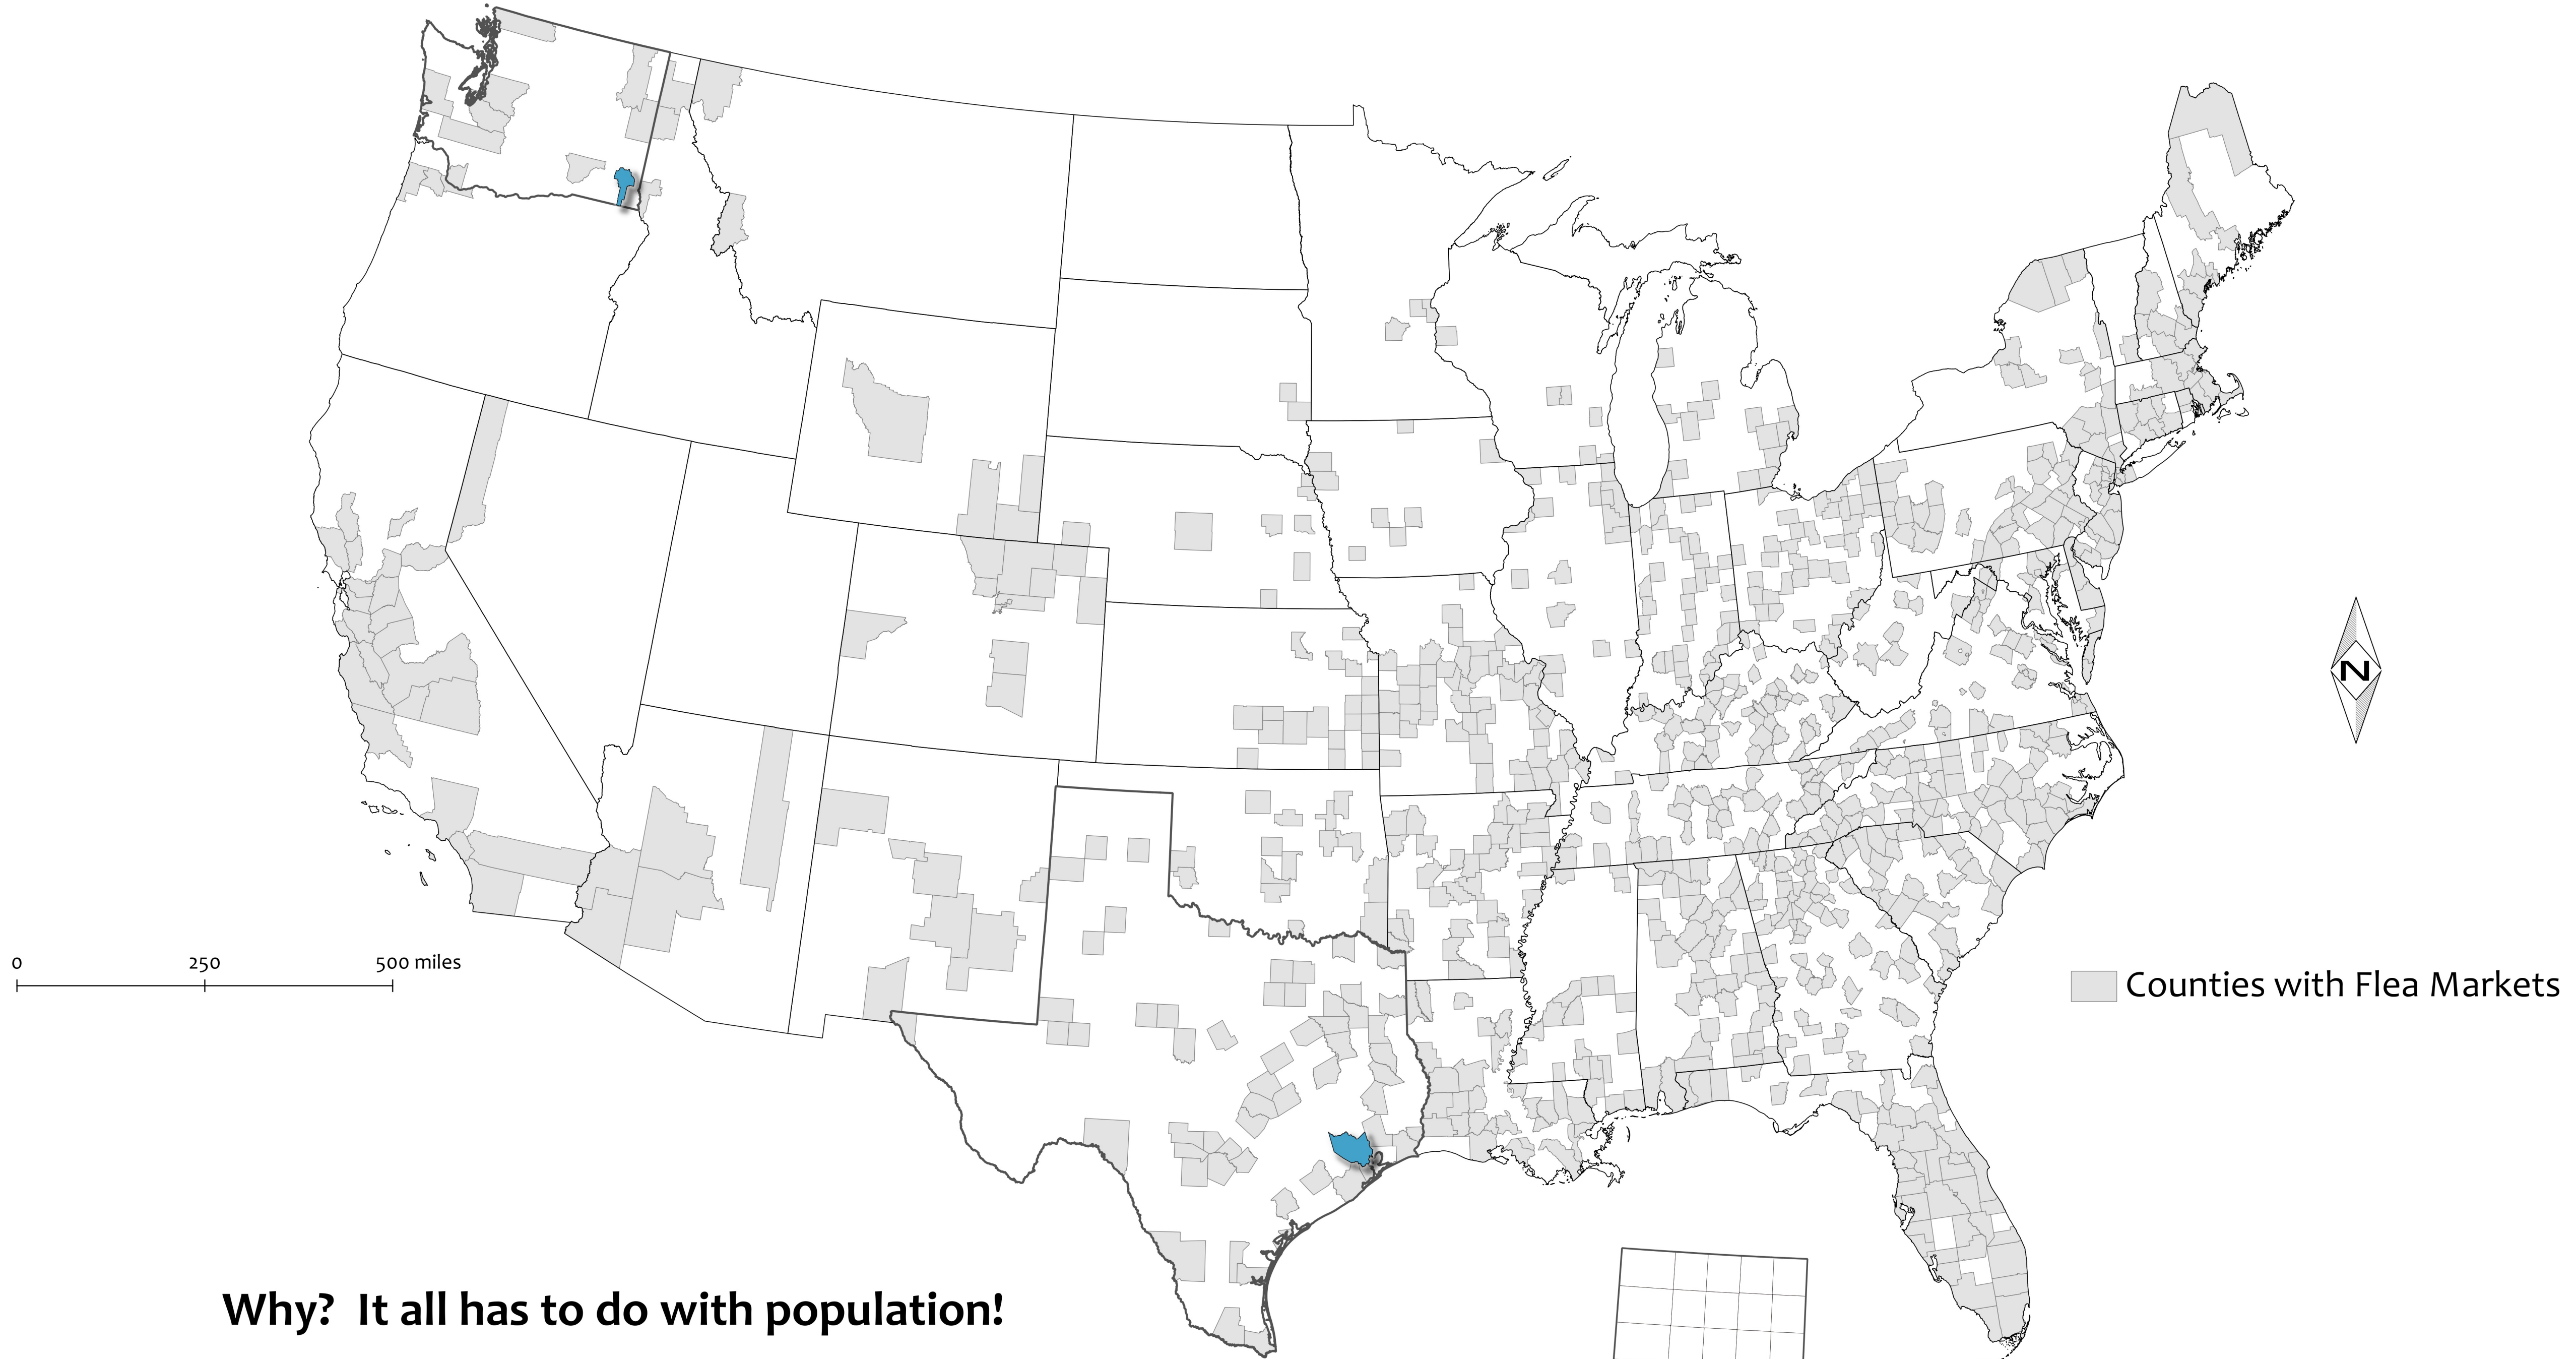 N
0 250 500 miles
Counties with Flea Markets
Why? It all has to do with population!